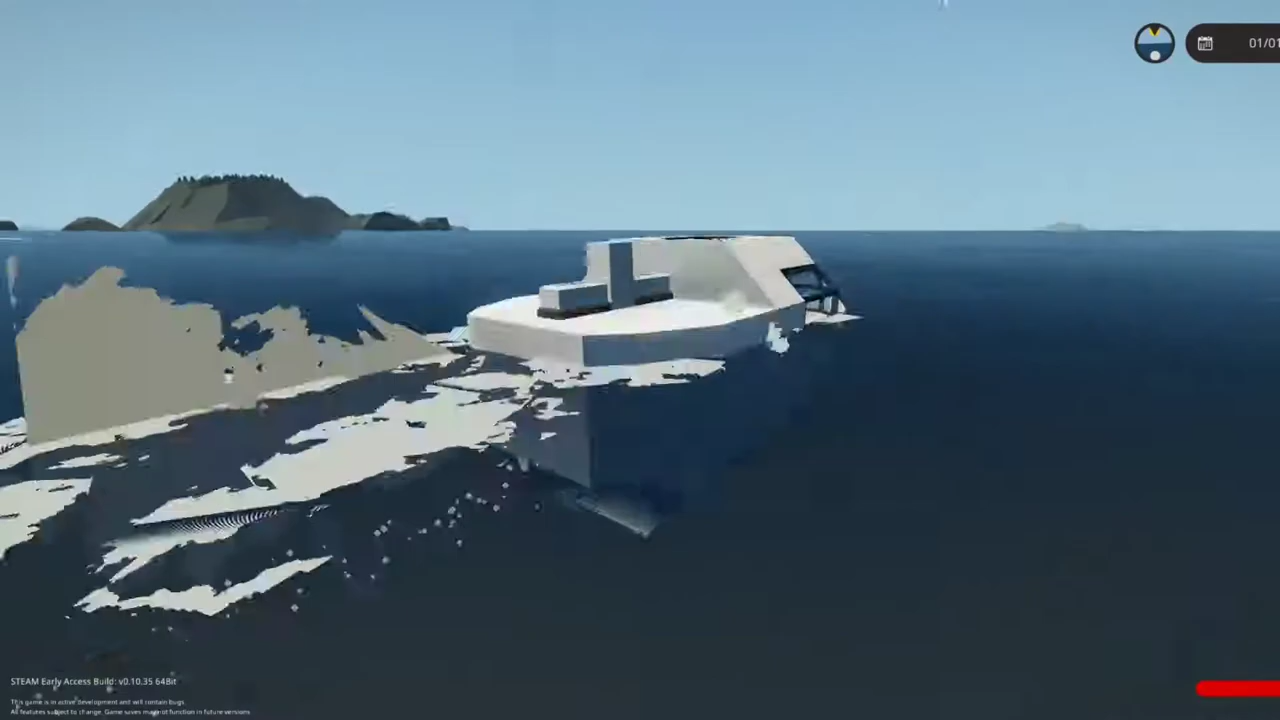 01/01
STEAM Early Access Build: v0.10.35 64Bit
This game is in active development and will contain bugs.
All features subject to change. Game saves may not function in future versions